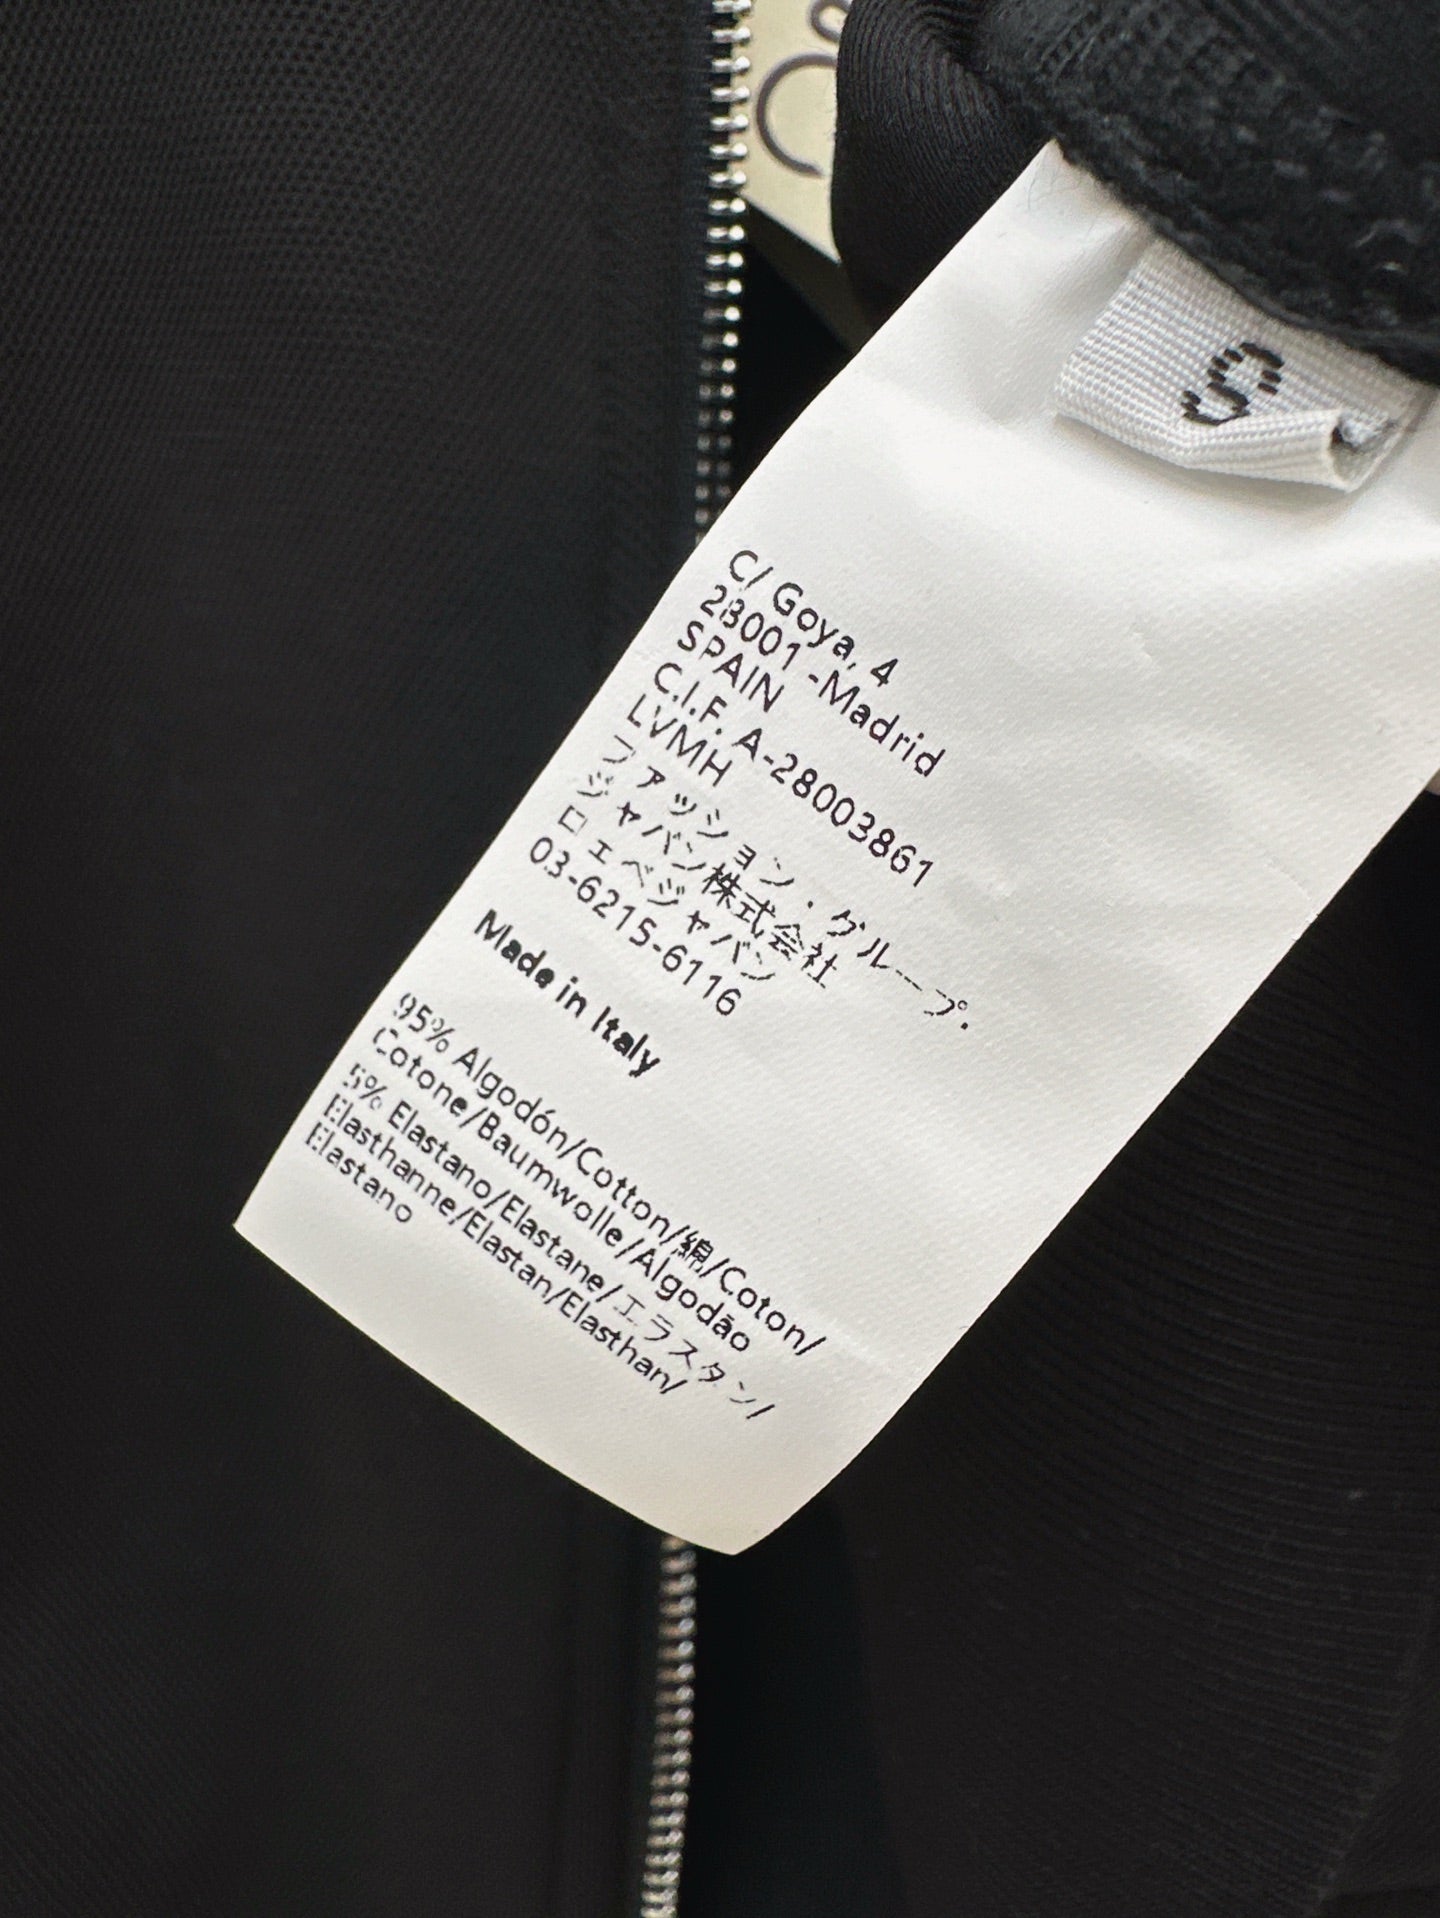 S
C/ Goya, 4
28001 -Madrid
SPAIN
C.I.F. A-28003861
LVMH
ファッション・グループ.
ジャパン株式会社
ロエベジャパン
03-6215-6116
Made in Italy
95% Algodón/Cotton/綿/Coton/
Cotone/Baumwolle/Algodão
5% Elastano/Elastane/エラスタン/
Elasthanne/Elastan/Elasthan/
Elastano